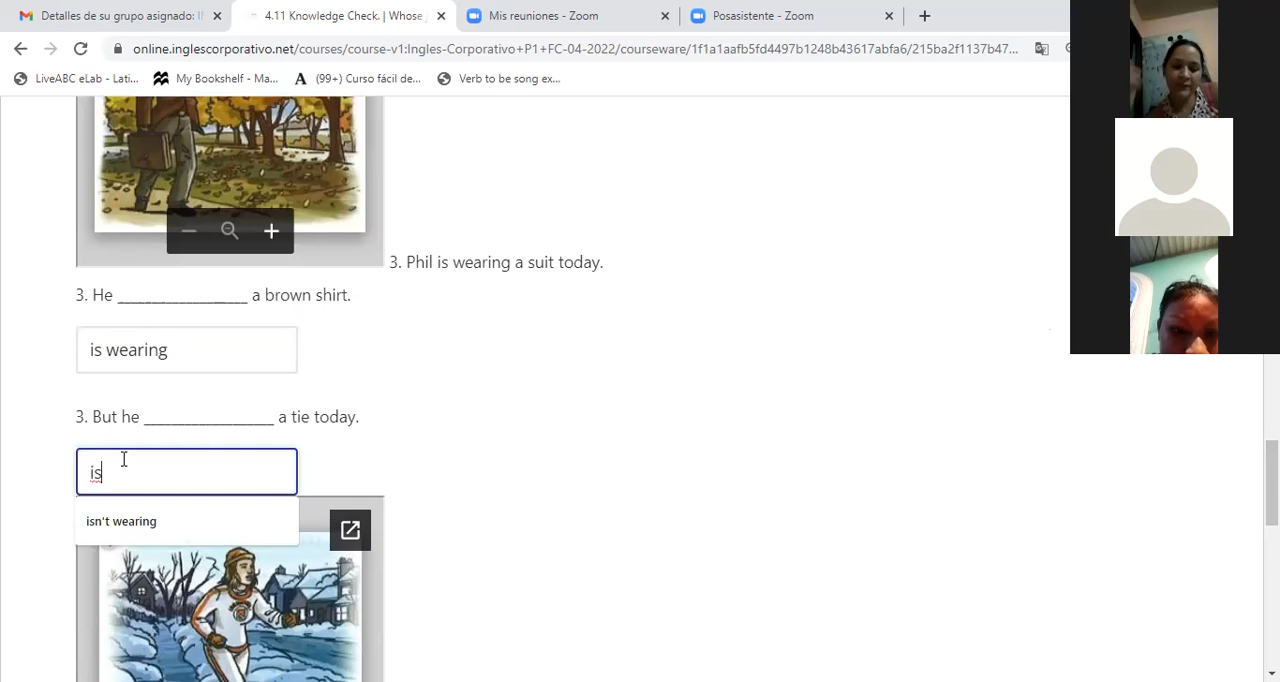 Detalles de su grupo asignado: I
4.11 Knowledge Check. | Whose
Mis reuniones - Zoom
Posasistente - Zoom
online.inglescorporativo.net/courses/course-v1:Ingles-Corporativo+P1+FC-04-2022/courseware/1f1a1aafb5fd4497b1248b43617abfa6/215ba2f1137b47...
LiveABC eLab - Lati...
My Bookshelf - Ma...
(99+) Curso fácil de...
Verb to be song ex...
3. Phil is wearing a suit today.
3. He __________________ a brown shirt.
is wearing
3. But he __________________ a tie today.
is
isn't wearing